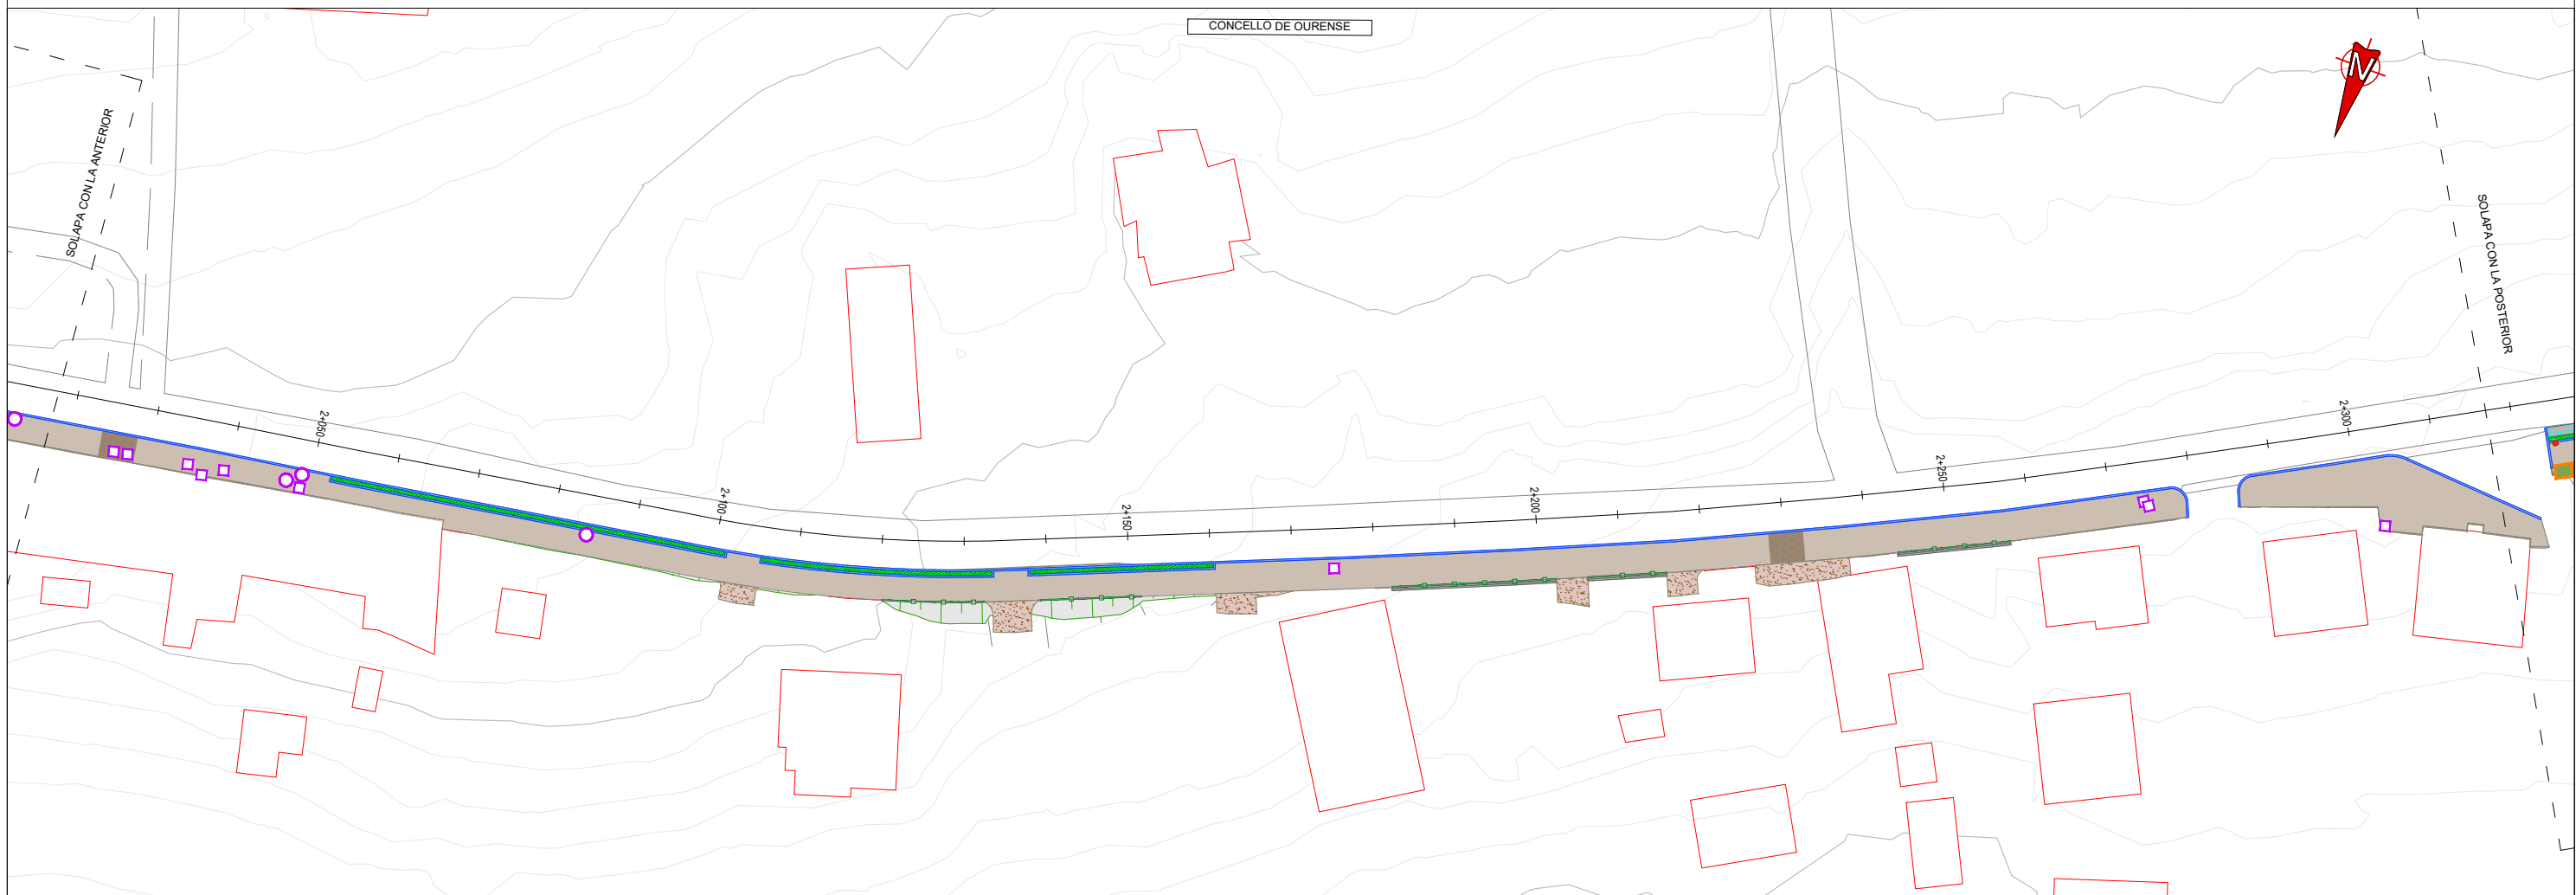 CONCELLO DE OURENSE
N
SOLAPA CON LA ANTERIOR
SOLAPA CON LA POSTERIOR
2+050
2+100
2+150
2+200
2+250
2+300